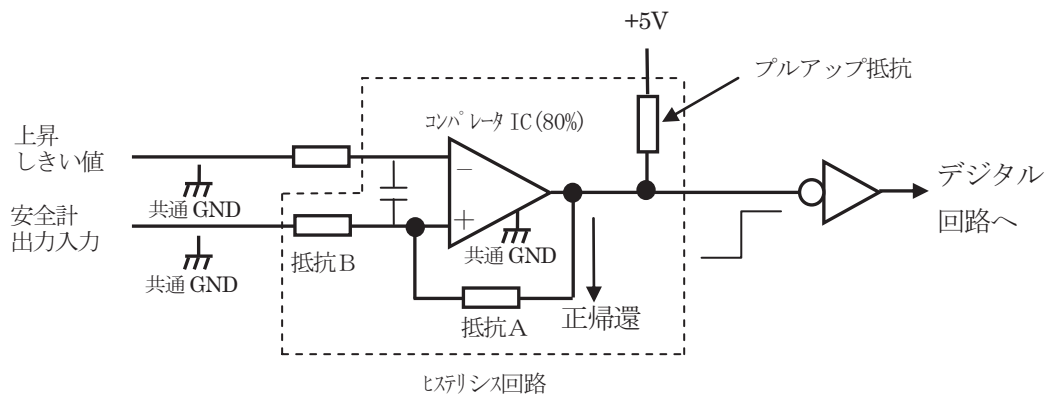 +5V
プルアップ抵抗
コンパレータ IC(80%)
上昇
しきい値
−
デジタル
回路へ
共通 GND
安全計
出力入力
+
抵抗B
共通 GND
共通 GND
抵抗A
正帰還
ヒステリシス回路